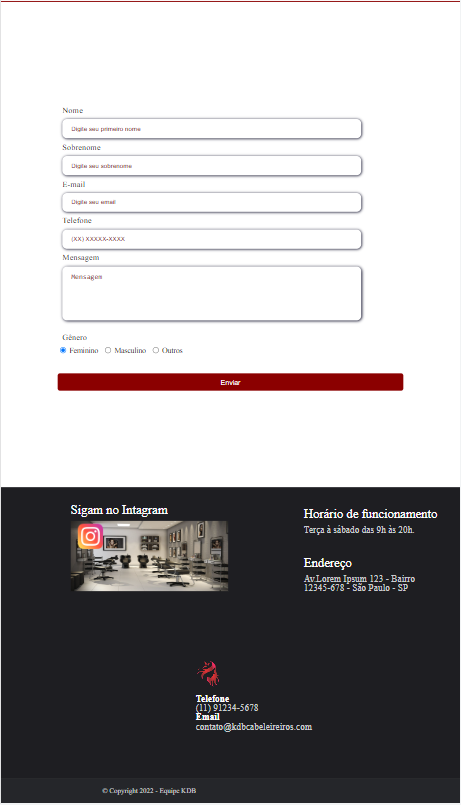 Nome
Digite seu primeiro nome
Sobrenome
Digite seu sobrenome
E-mail
Digite seu email
Telefone
(XX) XXXXX-XXXX
Mensagem
Mensagem
Gênero
Feminino Masculino Outros
Enviar
Sigam no Intagram
Horário de funcionamento
Terça à sábado das 9h às 20h.
Endereço
Av.Lorem Ipsum 123 - Bairro
12345-678 - São Paulo - SP
Telefone
(11) 91234-5678
Email
contato@kdbcabeleireiros.com
© Copyright 2022 - Equipe KDB